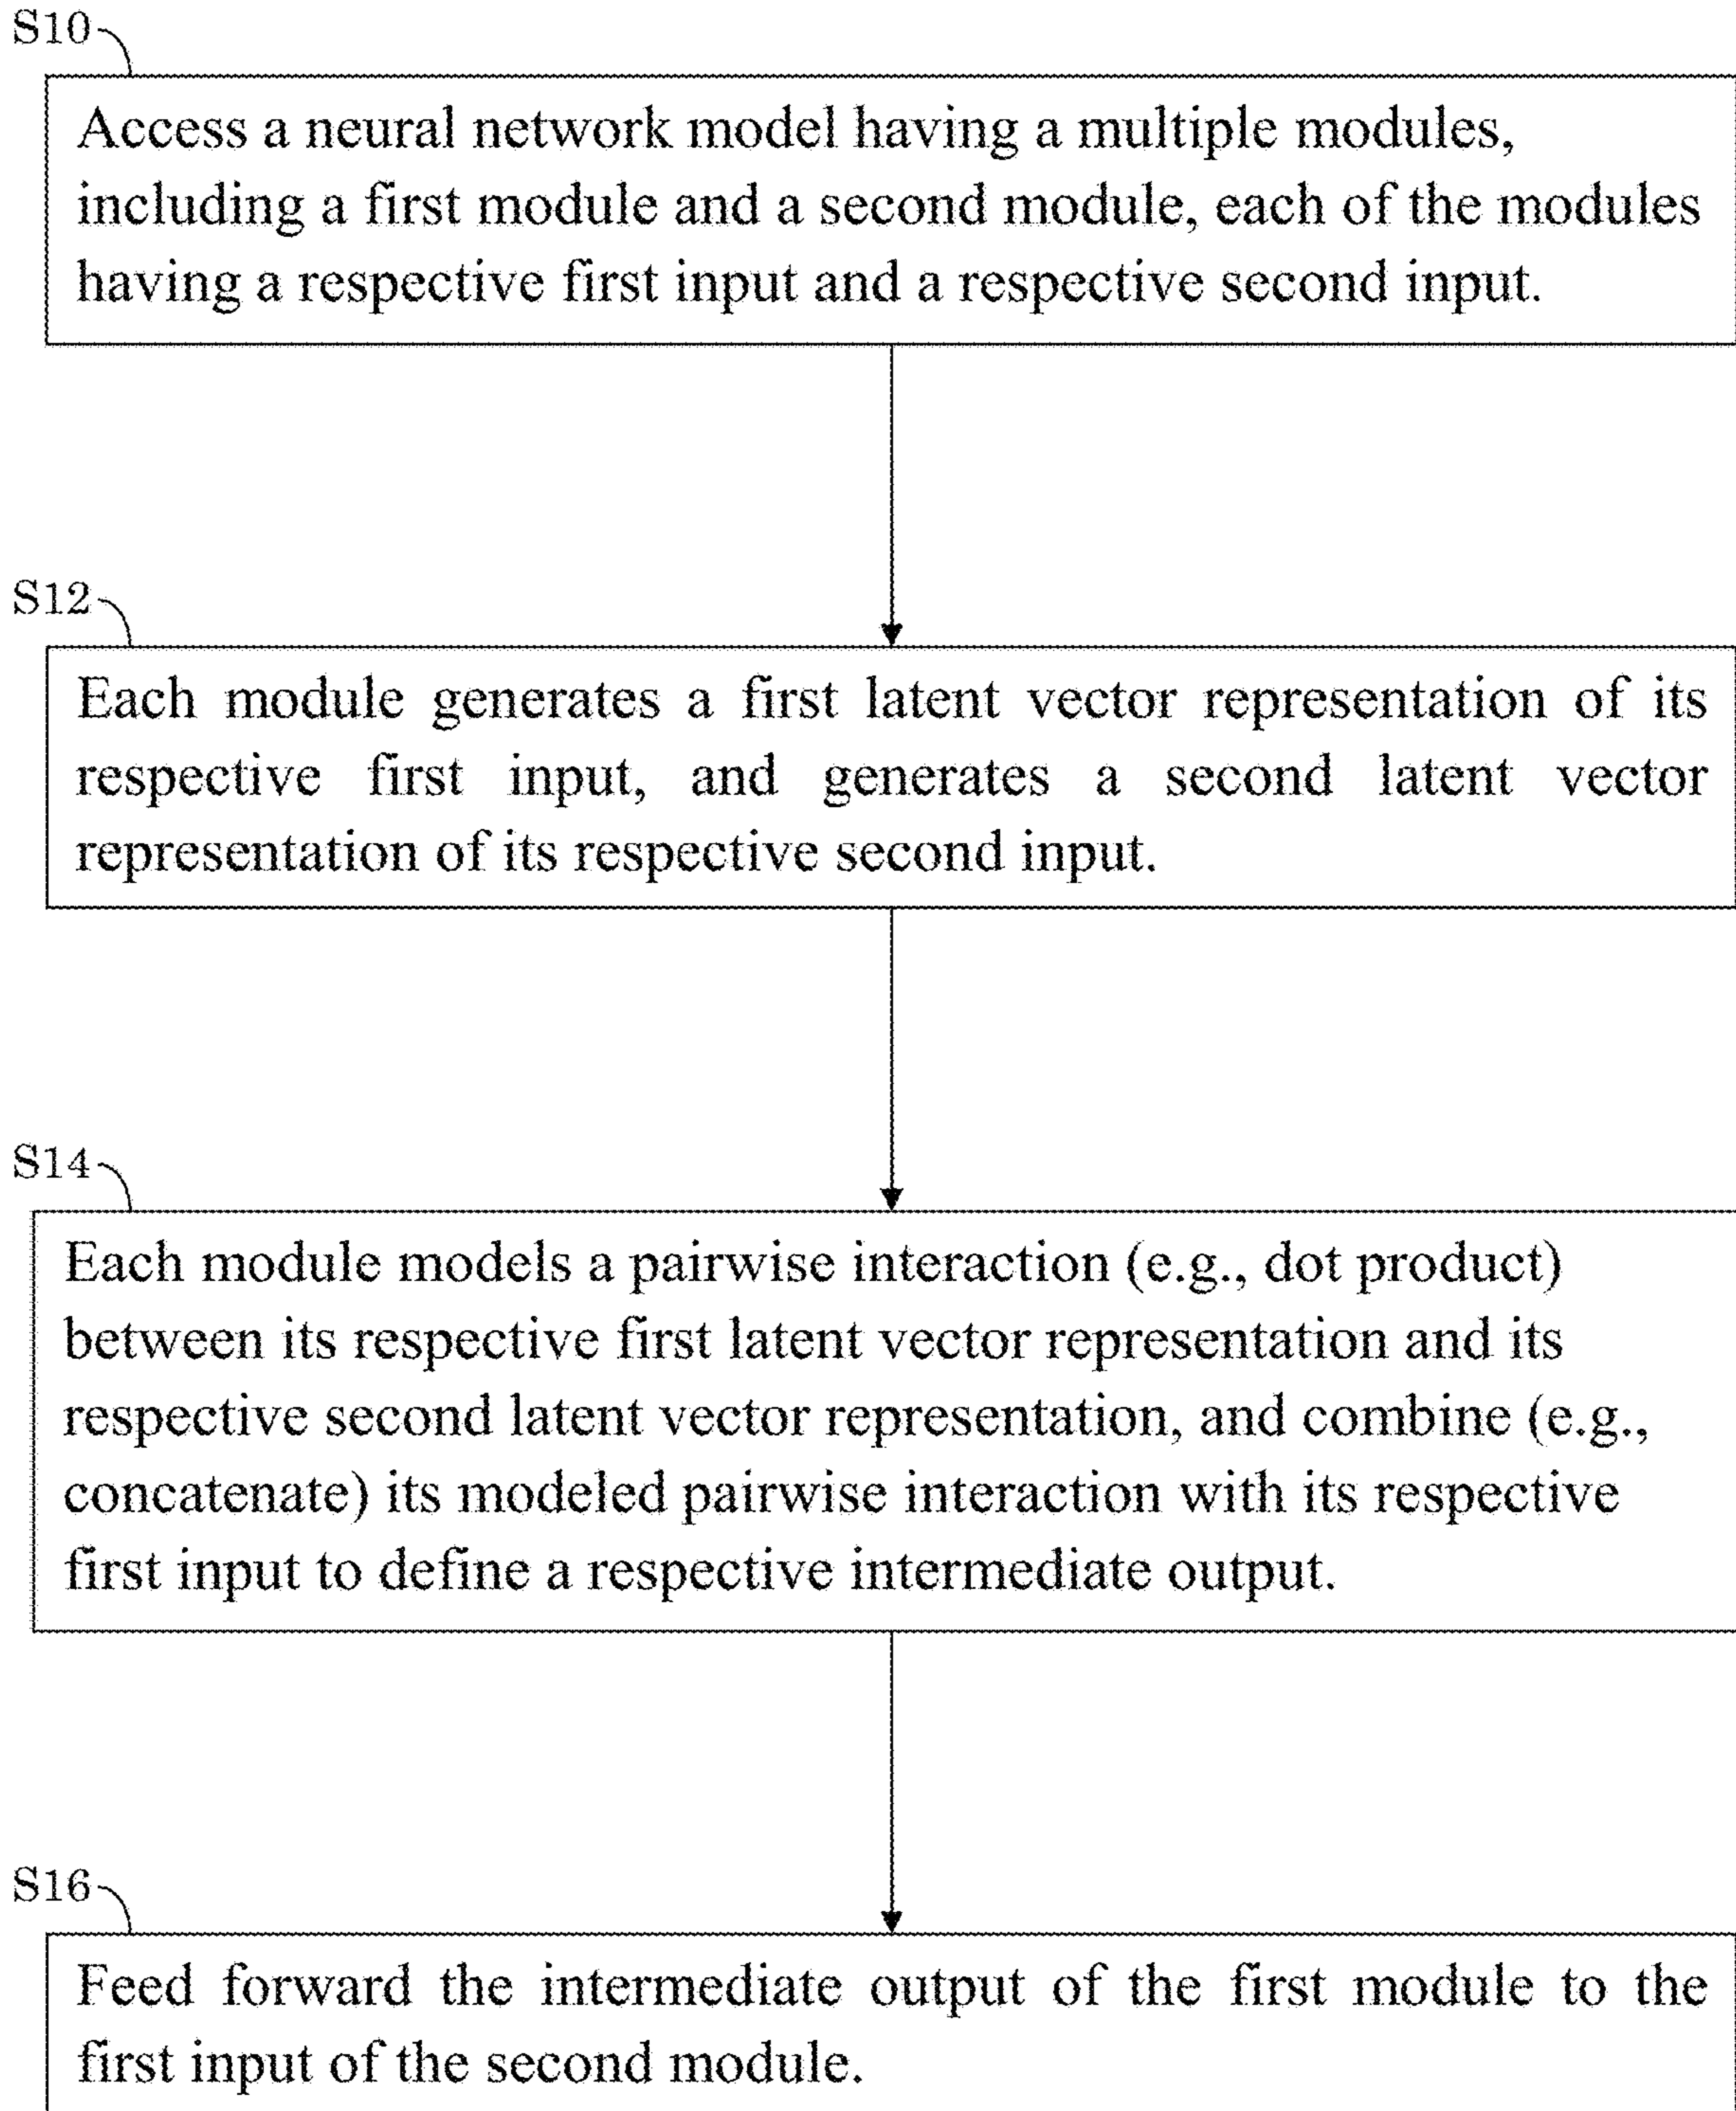 S10
Access a neural network model having a multiple modules,
including a first module and a second module, each of the modules
having a respective first input and a respective second input.
S12
Each module generates a first latent vector representation of its
respective first input, and generates a second latent vector
representation of its respective second input.
S14
Each module models a pairwise interaction (e.g., dot product)
between its respective first latent vector representation and its
respective second latent vector representation, and combine (e.g.,
concatenate) its modeled pairwise interaction with its respective
first input to define a respective intermediate output.
S16
Feed forward the intermediate output of the first module to the
first input of the second module.